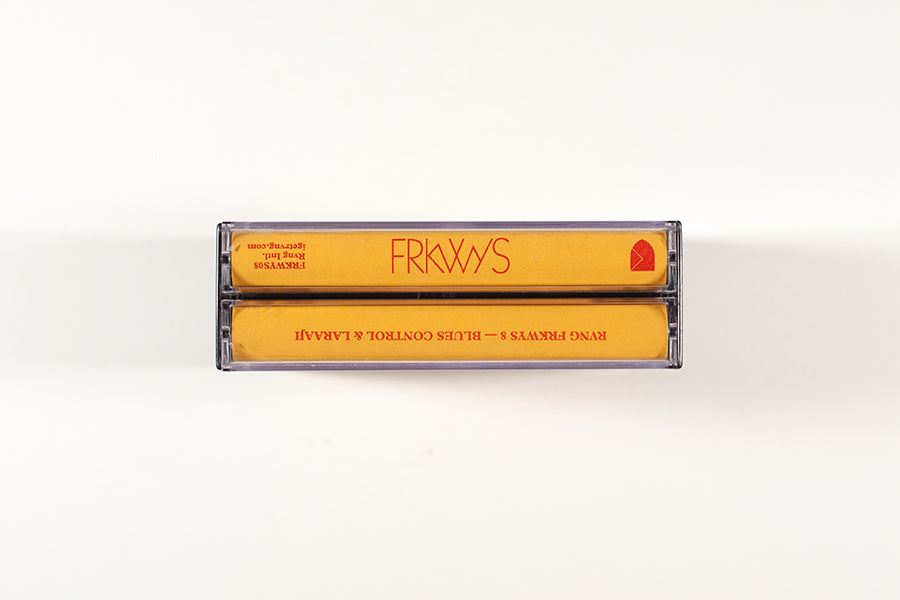 FRKWYS08
Rvng Intl.
igetrvng.com
FRKWYS
RVNG FRKWYS 8 — BLUES CONTROL & LARAAJI